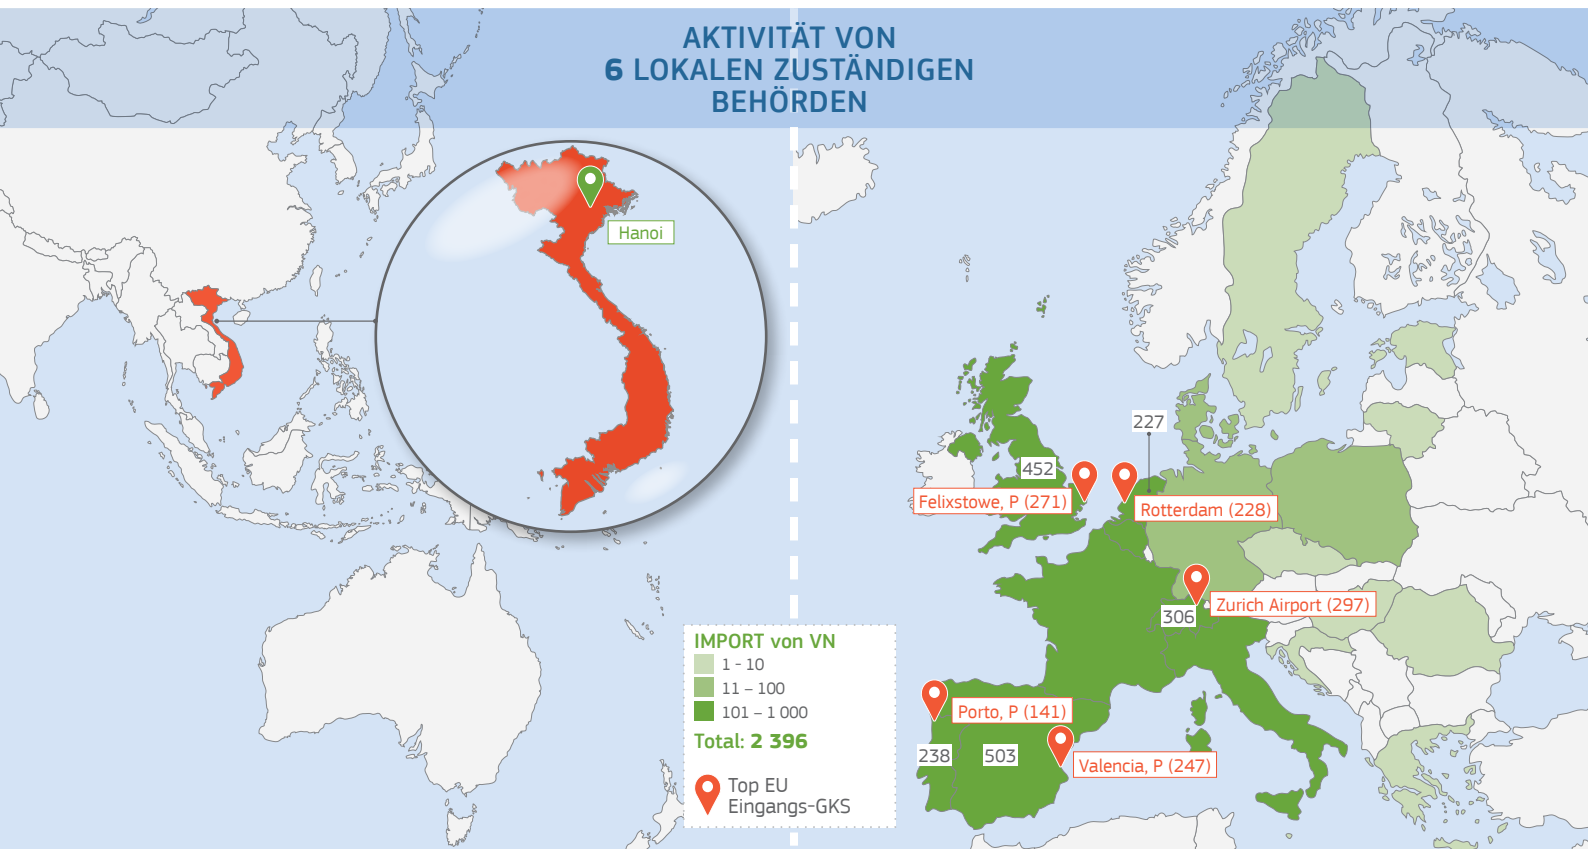 AKTIVITÄT VON
6 LOKALEN ZUSTÄNDIGEN
BEHÖRDEN
Hanoi
227
452
Felixstowe, P (271)
Rotterdam (228)
Zurich Airport (297)
306
Porto, P (141)
238
503
Valencia, P (247)
IMPORT von VN
1 - 10
11 – 100
101 – 1 000
Total: 2 396
Top EU
Eingangs-GKS